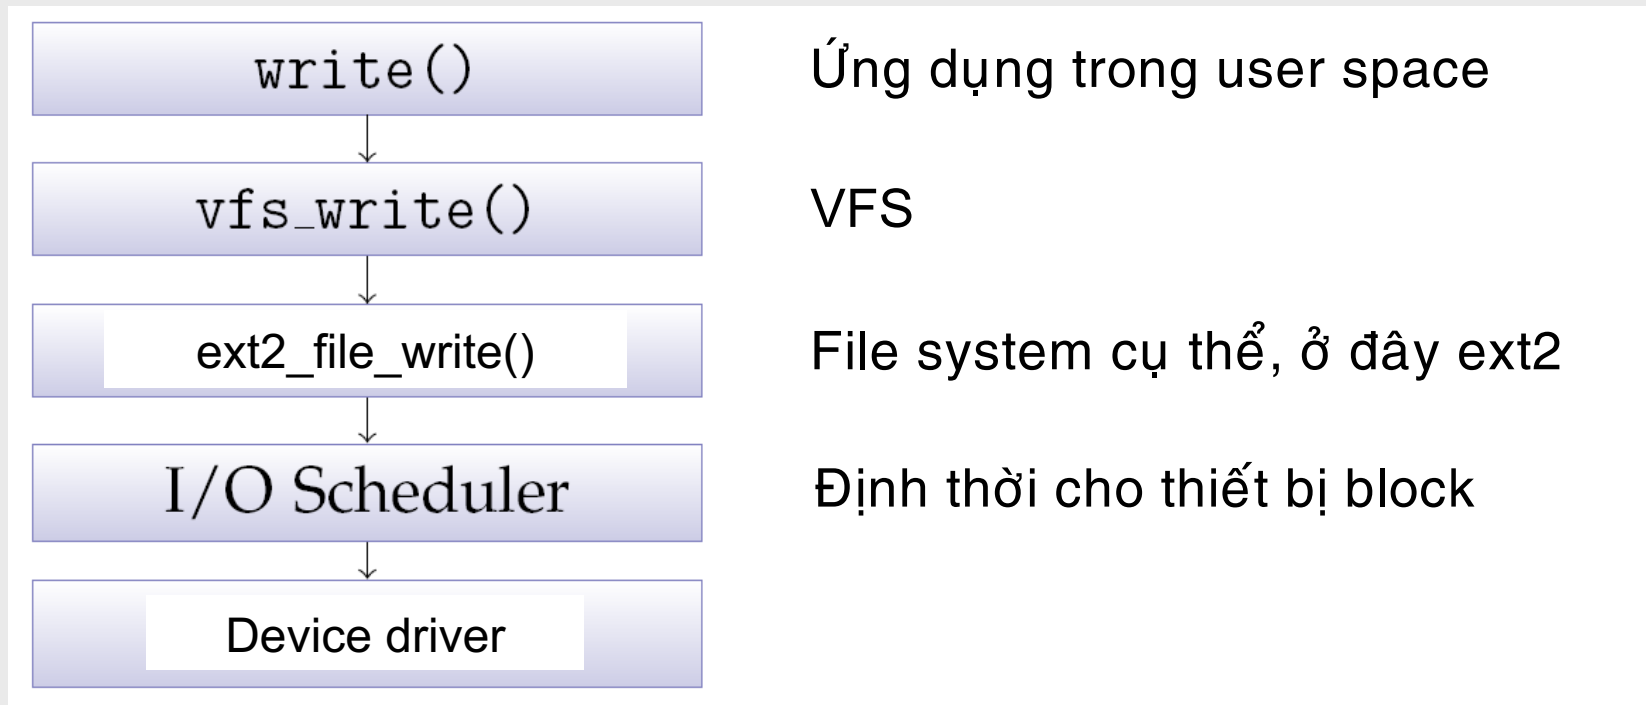 write()
Ứng dụng trong user space
vfs_write()
VFS
ext2_file_write()
File system cụ thể, ở đây ext2
I/O Scheduler
Định thời cho thiết bị block
Device driver